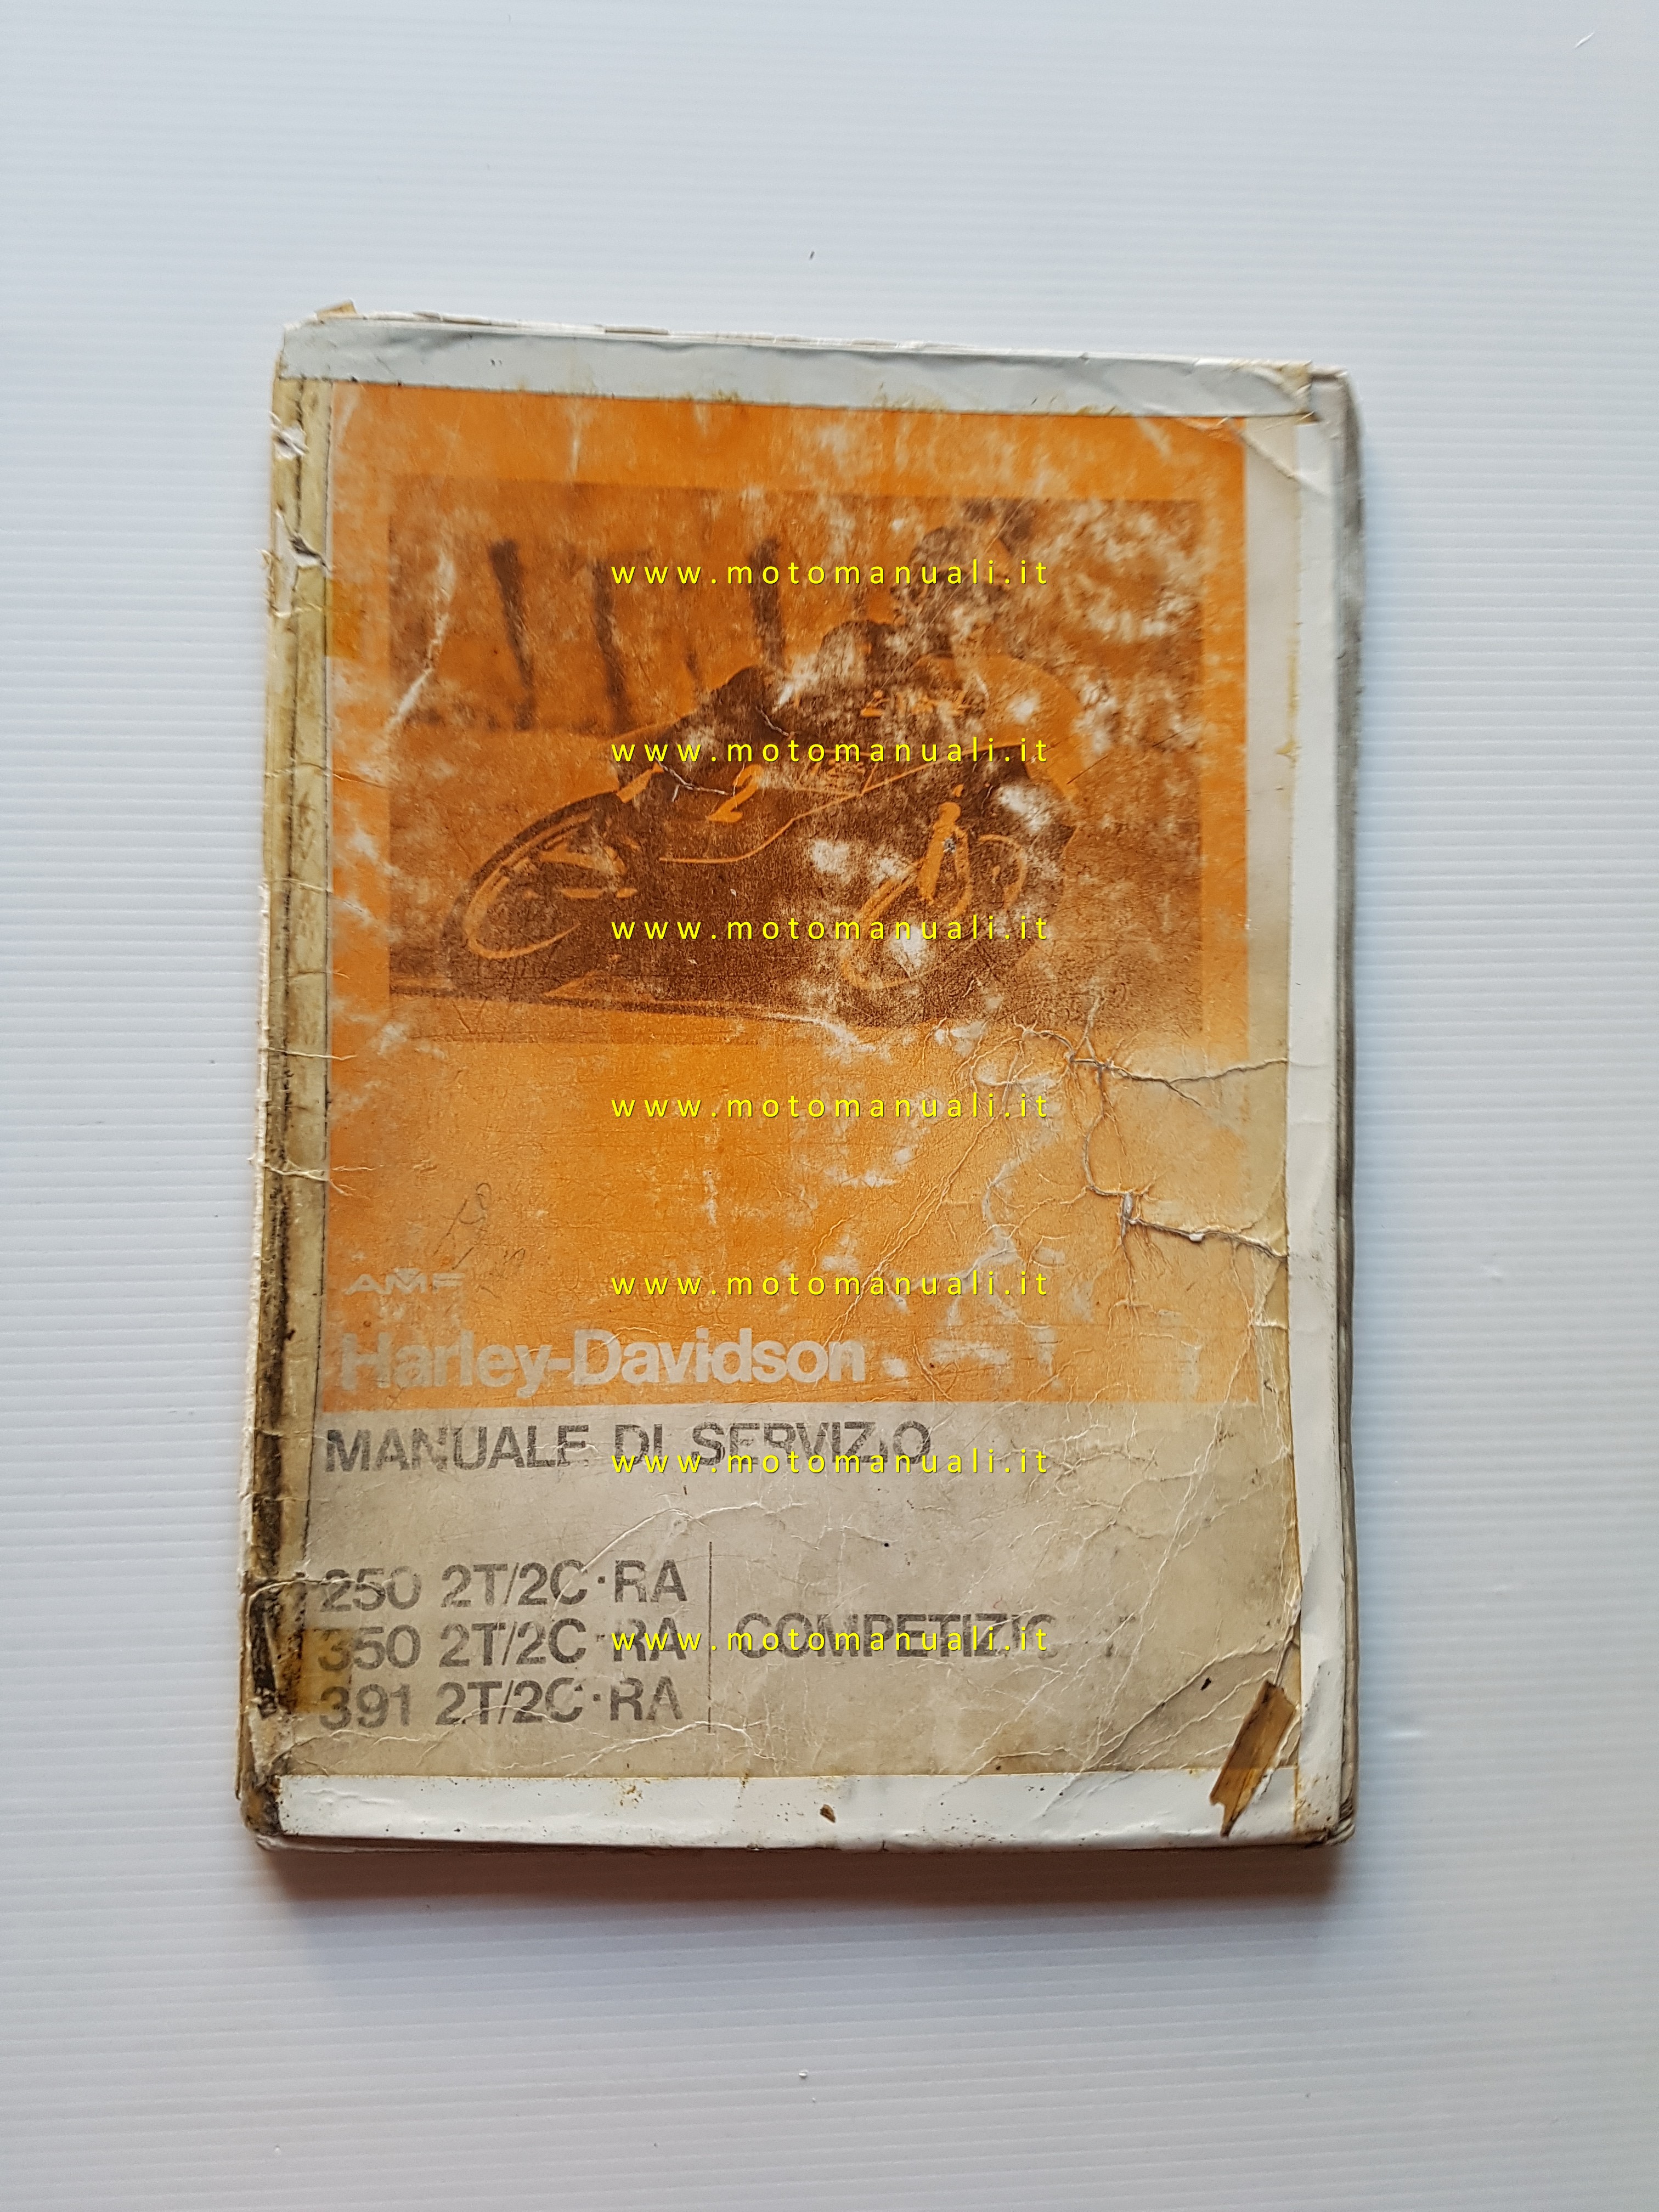 www.motomanuali.it
www.motomanuali.it
2
www.motomanuali.it
www.motomanuali.it
AMF
www.motomanuali.it
Harley-Davidson
MANUALE DI SERVIZIO
www.motomanuali.it
250 2T/2C·RA
350 2T/2C·RA
COMPETIZIO
www.motomanuali.it
391 2T/2C·RA